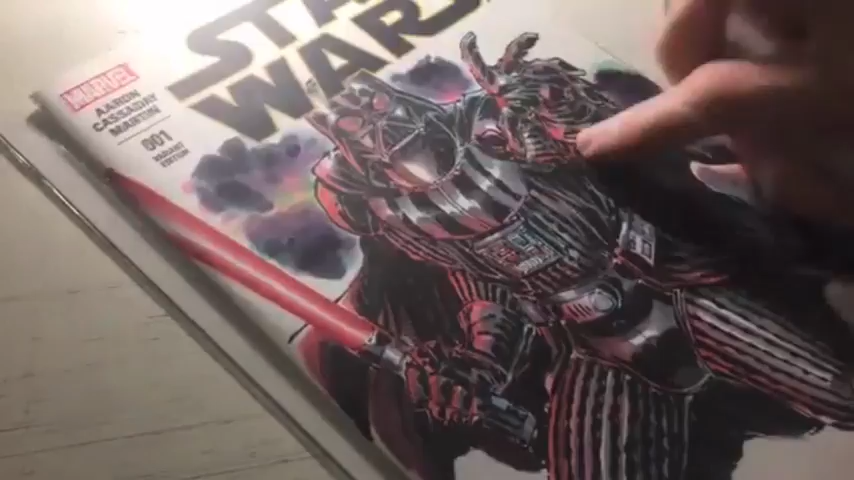 STAR
WARS
MARVEL
AARON
CASSADAY
MARTIN
001
VARIANT
EDITION